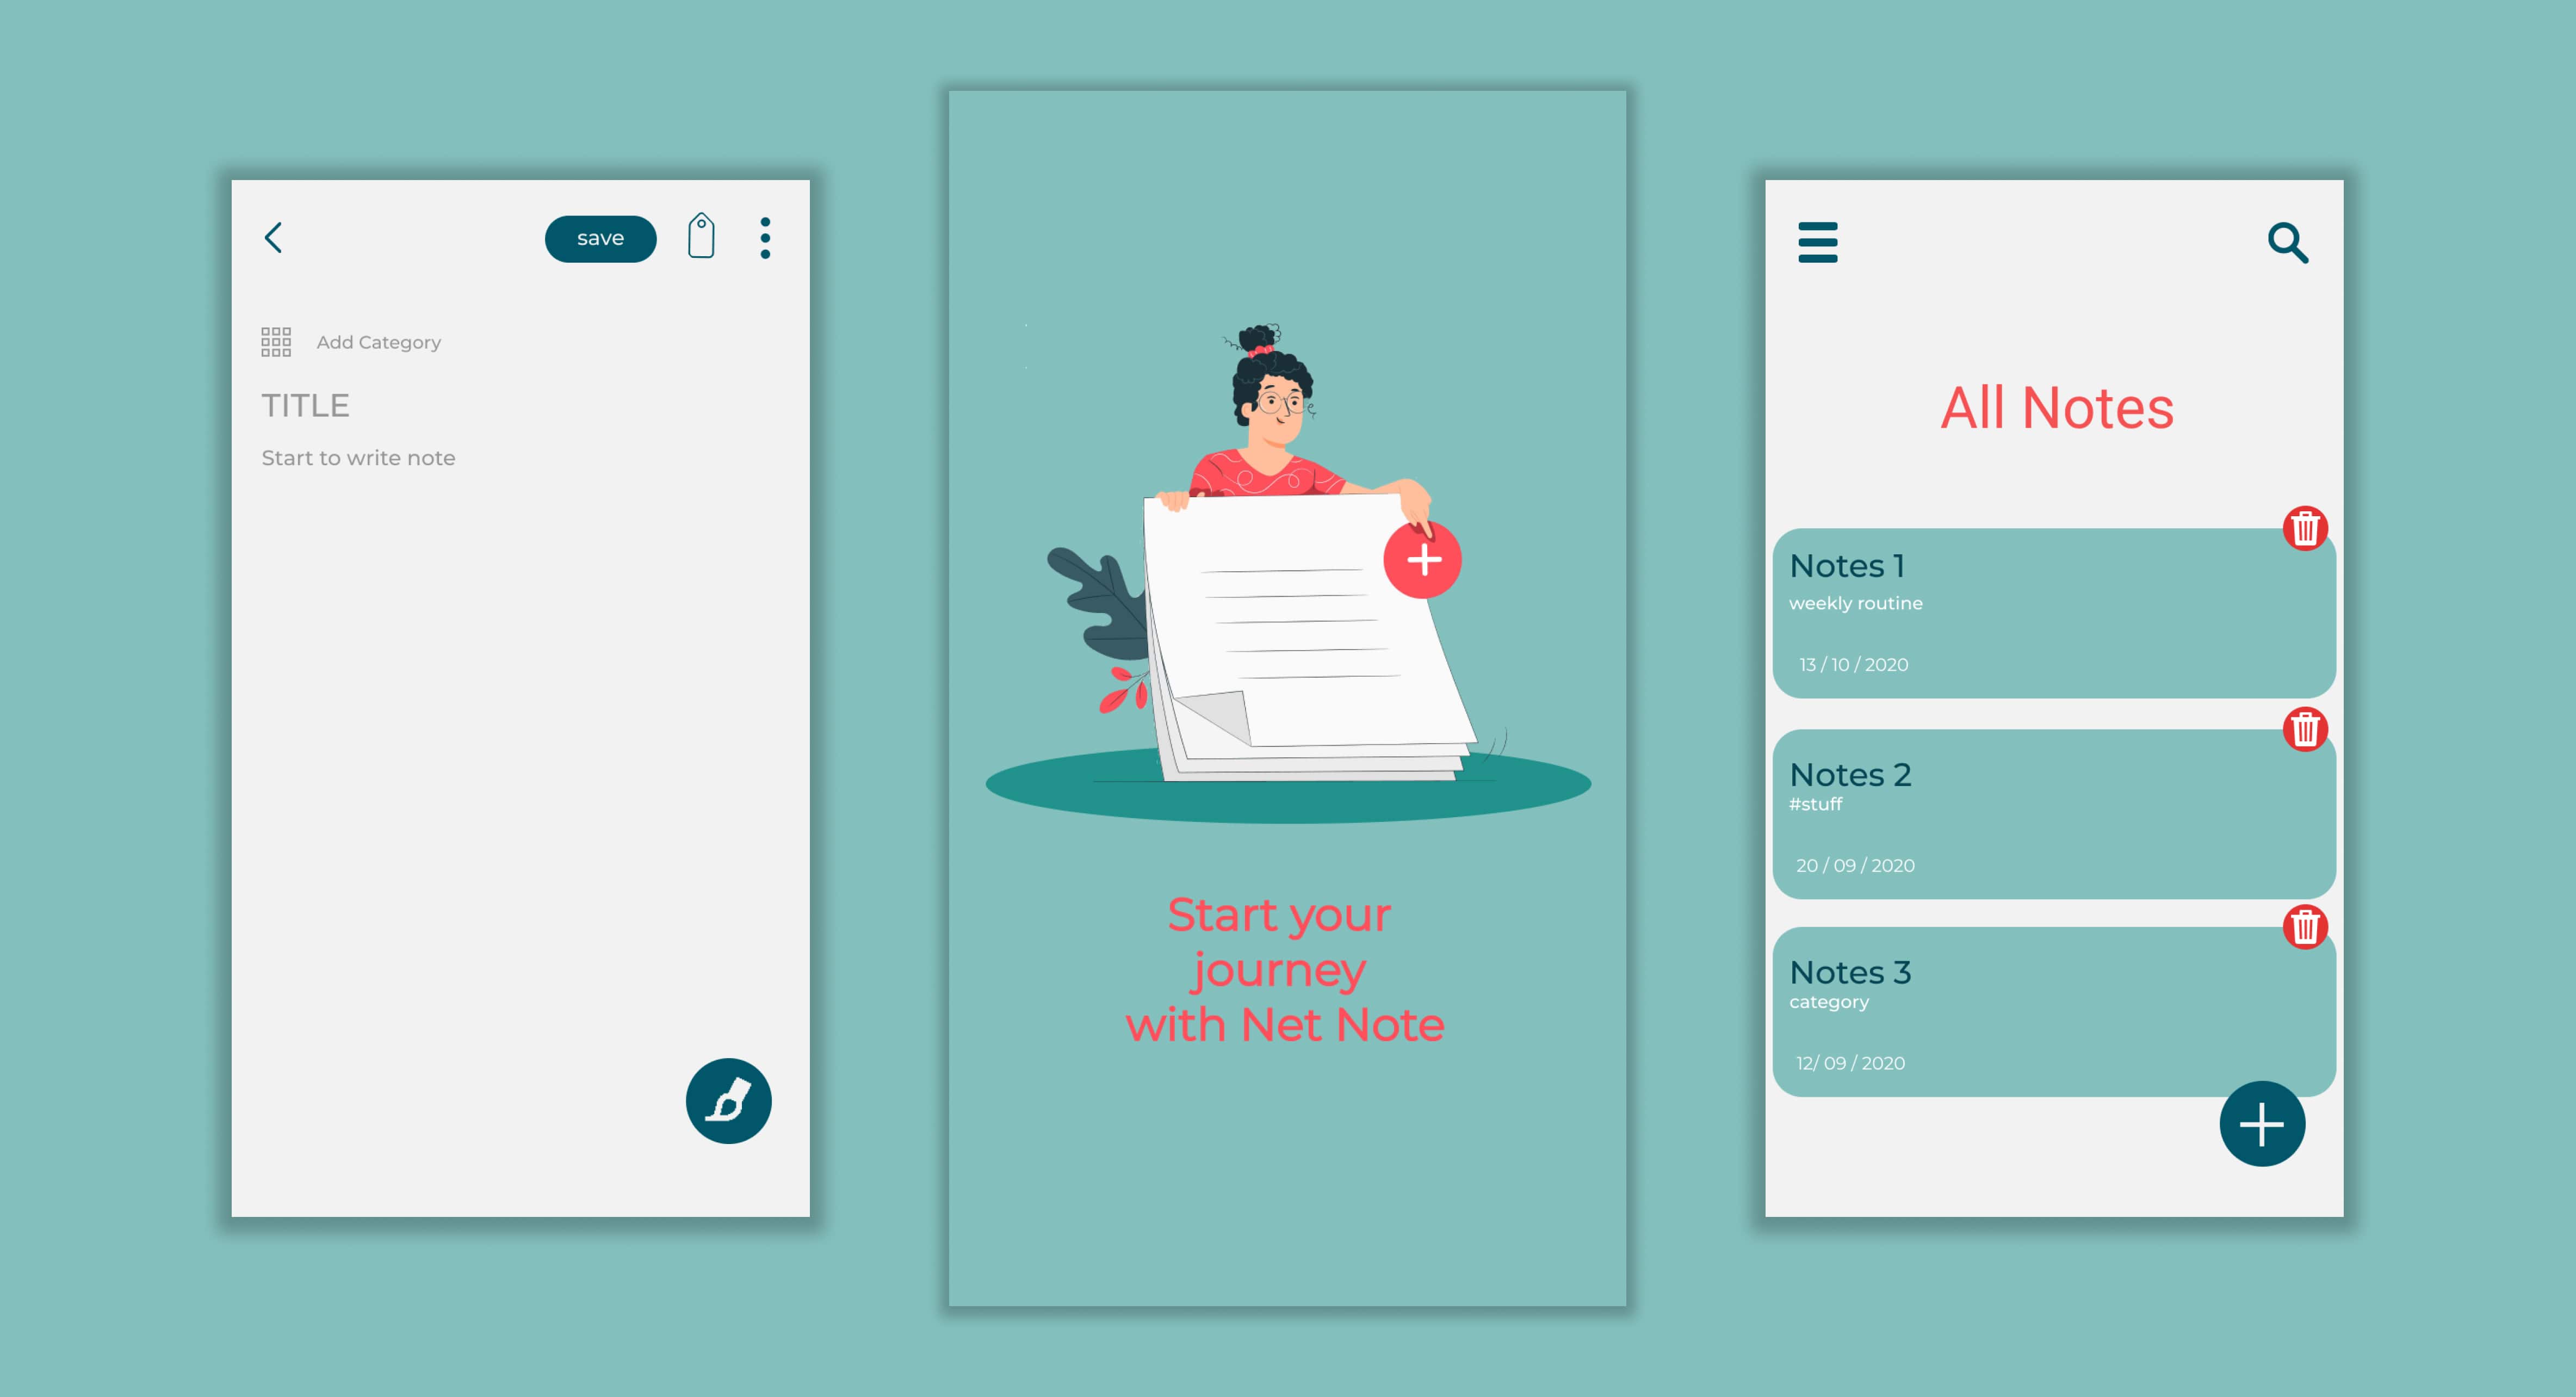 save
Add Category
TITLE
Start to write note
Start your
journey
with Net Note
All Notes
Notes 1
weekly routine
13 / 10 / 2020
Notes 2
#stuff
20 / 09 / 2020
Notes 3
category
12/ 09 / 2020